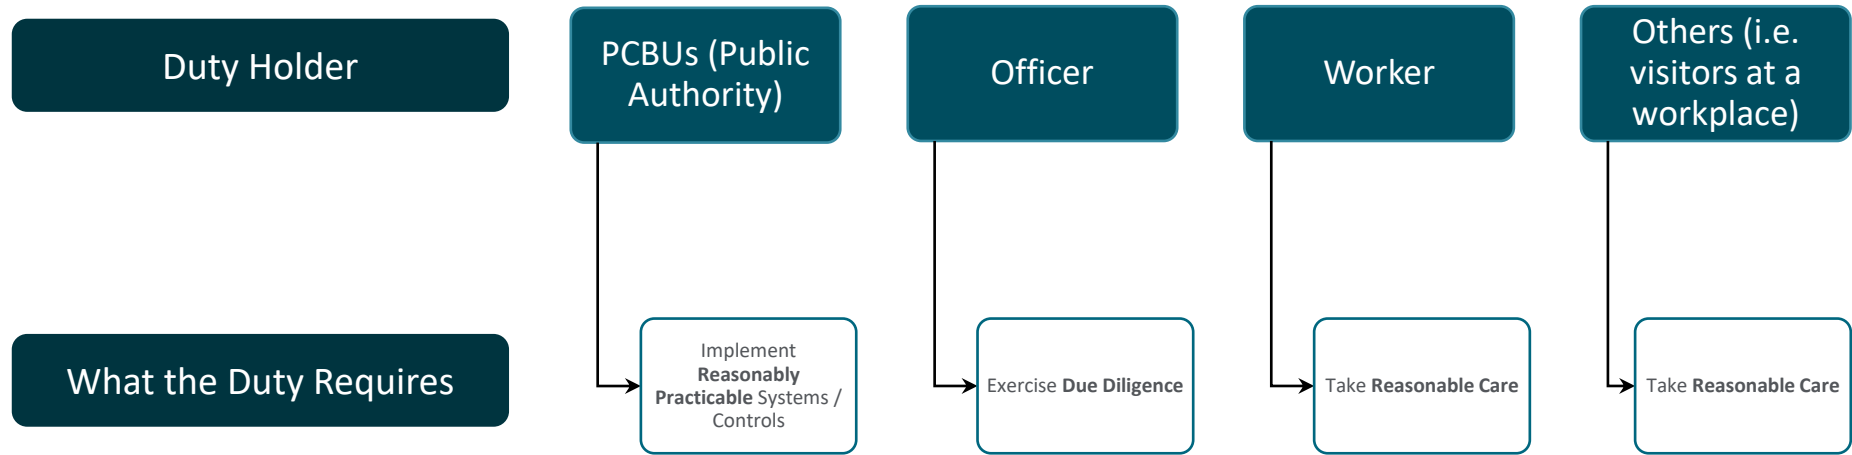 Duty Holder
PCBUs (Public
Authority)
Officer
Worker
Others (i.e.
visitors at a
workplace)
What the Duty Requires
Implement
Reasonably
Practicable Systems /
Controls
Exercise Due Diligence
Take Reasonable Care
Take Reasonable Care